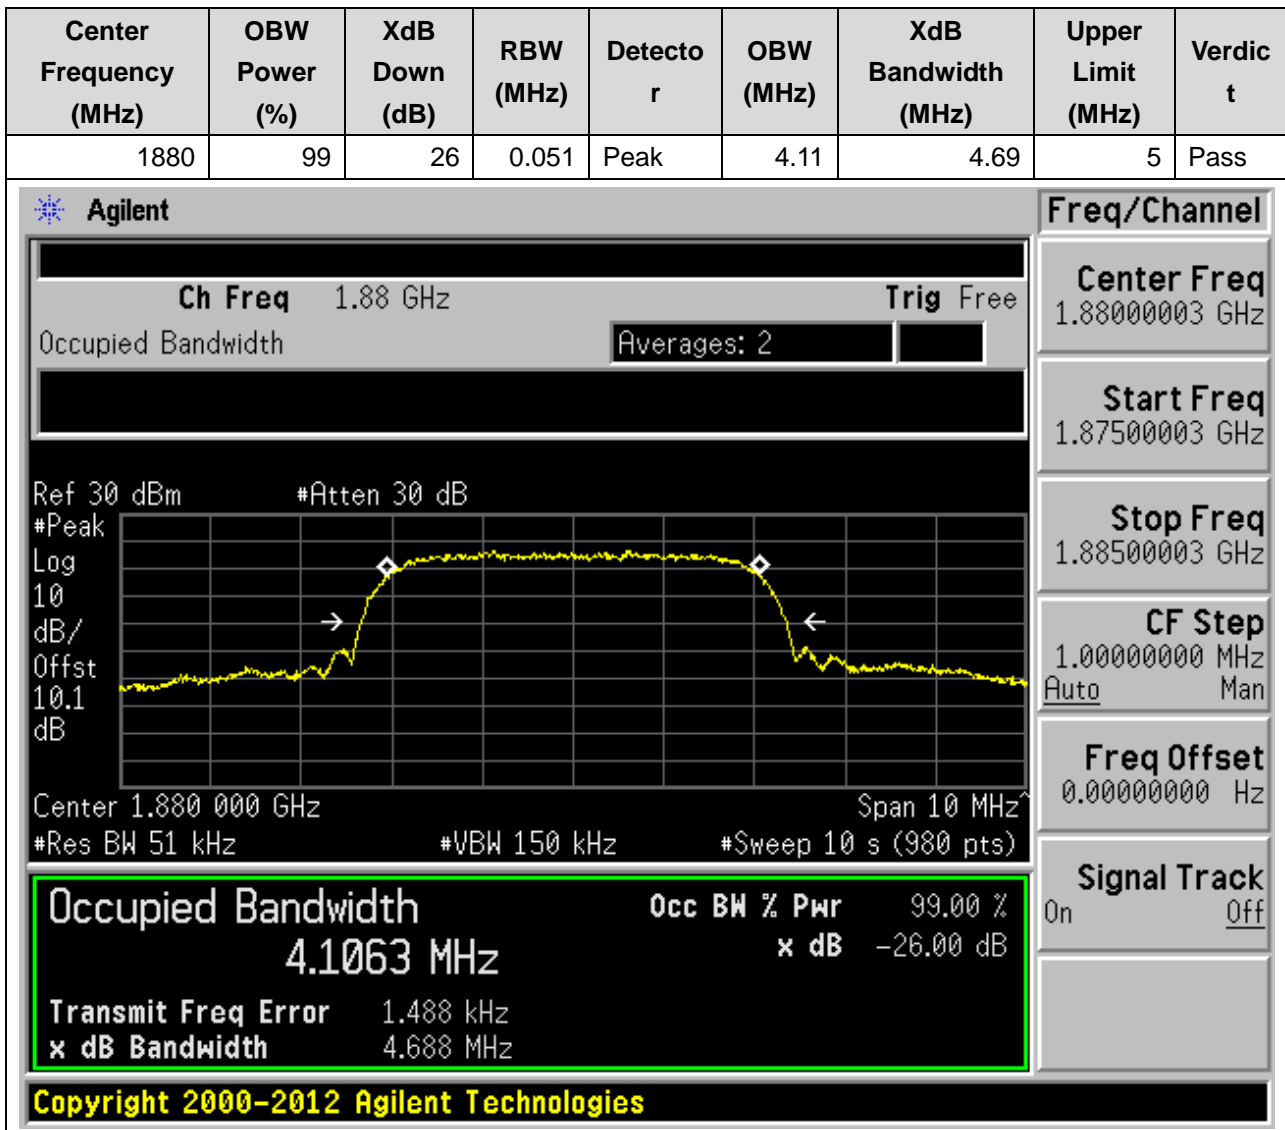 Center Frequency (MHz) OBW Power (%) XdB Down (dB) RBW (MHz) Detecto r OBW (MHz) XdB Bandwidth (MHz) Upper Limit (MHz) Verdic t
1880 99 26 0.051 Peak 4.11 4.69 5 Pass
Agilent
Freq/Channel
Ch Freq 1.88 GHz Trig Free
Occupied Bandwidth Averages: 2
Center Freq
1.88000003 GHz
Start Freq
1.87500003 GHz
Stop Freq
1.88500003 GHz
CF Step
1.00000000 MHz
Auto Man
Freq Offset
0.00000000 Hz
Signal Track
On Off
Ref 30 dBm #Atten 30 dB
#Peak
Log
10
dB/
Offst
10.1
dB
Center 1.880 000 GHz Span 10 MHz^
#Res BW 51 kHz #VBW 150 kHz #Sweep 10 s (980 pts)
Occupied Bandwidth Occ BW % Pwr 99.00 %
4.1063 MHz x dB -26.00 dB
Transmit Freq Error 1.488 kHz
x dB Bandwidth 4.688 MHz
Copyright 2000-2012 Agilent Technologies